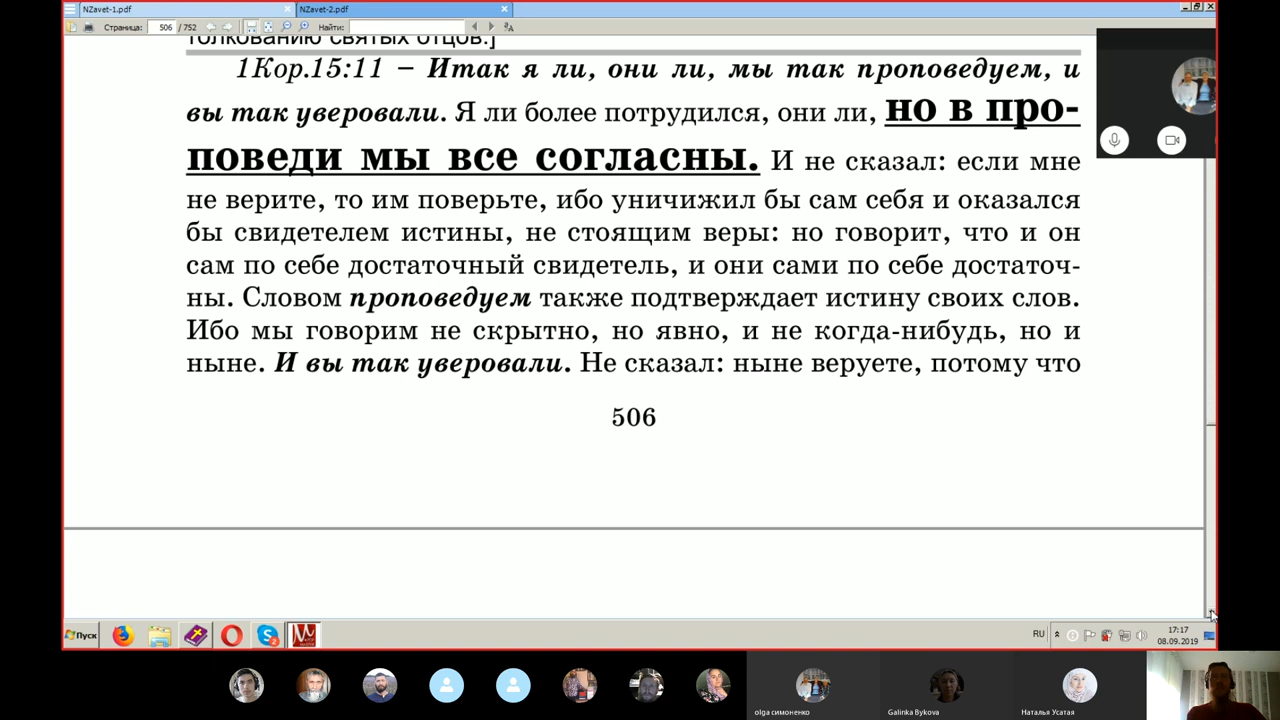 NZavet-1.pdf
NZavet-2.pdf
Страница: 506 / 752
Найти:
толкованию святых отцов.]
1Кор.15:11 – Итак я ли, они ли, мы так проповедуем, и
вы так уверовали. Я ли более потрудился, они ли, но в про-
поведи мы все согласны. И не сказал: если мне
не верите, то им поверьте, ибо уничижил бы сам себя и оказался
бы свидетелем истины, не стоящим веры: но говорит, что и он
сам по себе достаточный свидетель, и они сами по себе достаточ-
ны. Словом проповедуем также подтверждает истину своих слов.
Ибо мы говорим не скрытно, но явно, и не когда-нибудь, но и
ныне. И вы так уверовали. Не сказал: ныне веруете, потому что
506
Пуск
RU
17:17
08.09.2019
olga симоненко
Galinka Bykova
Наталья Усатая